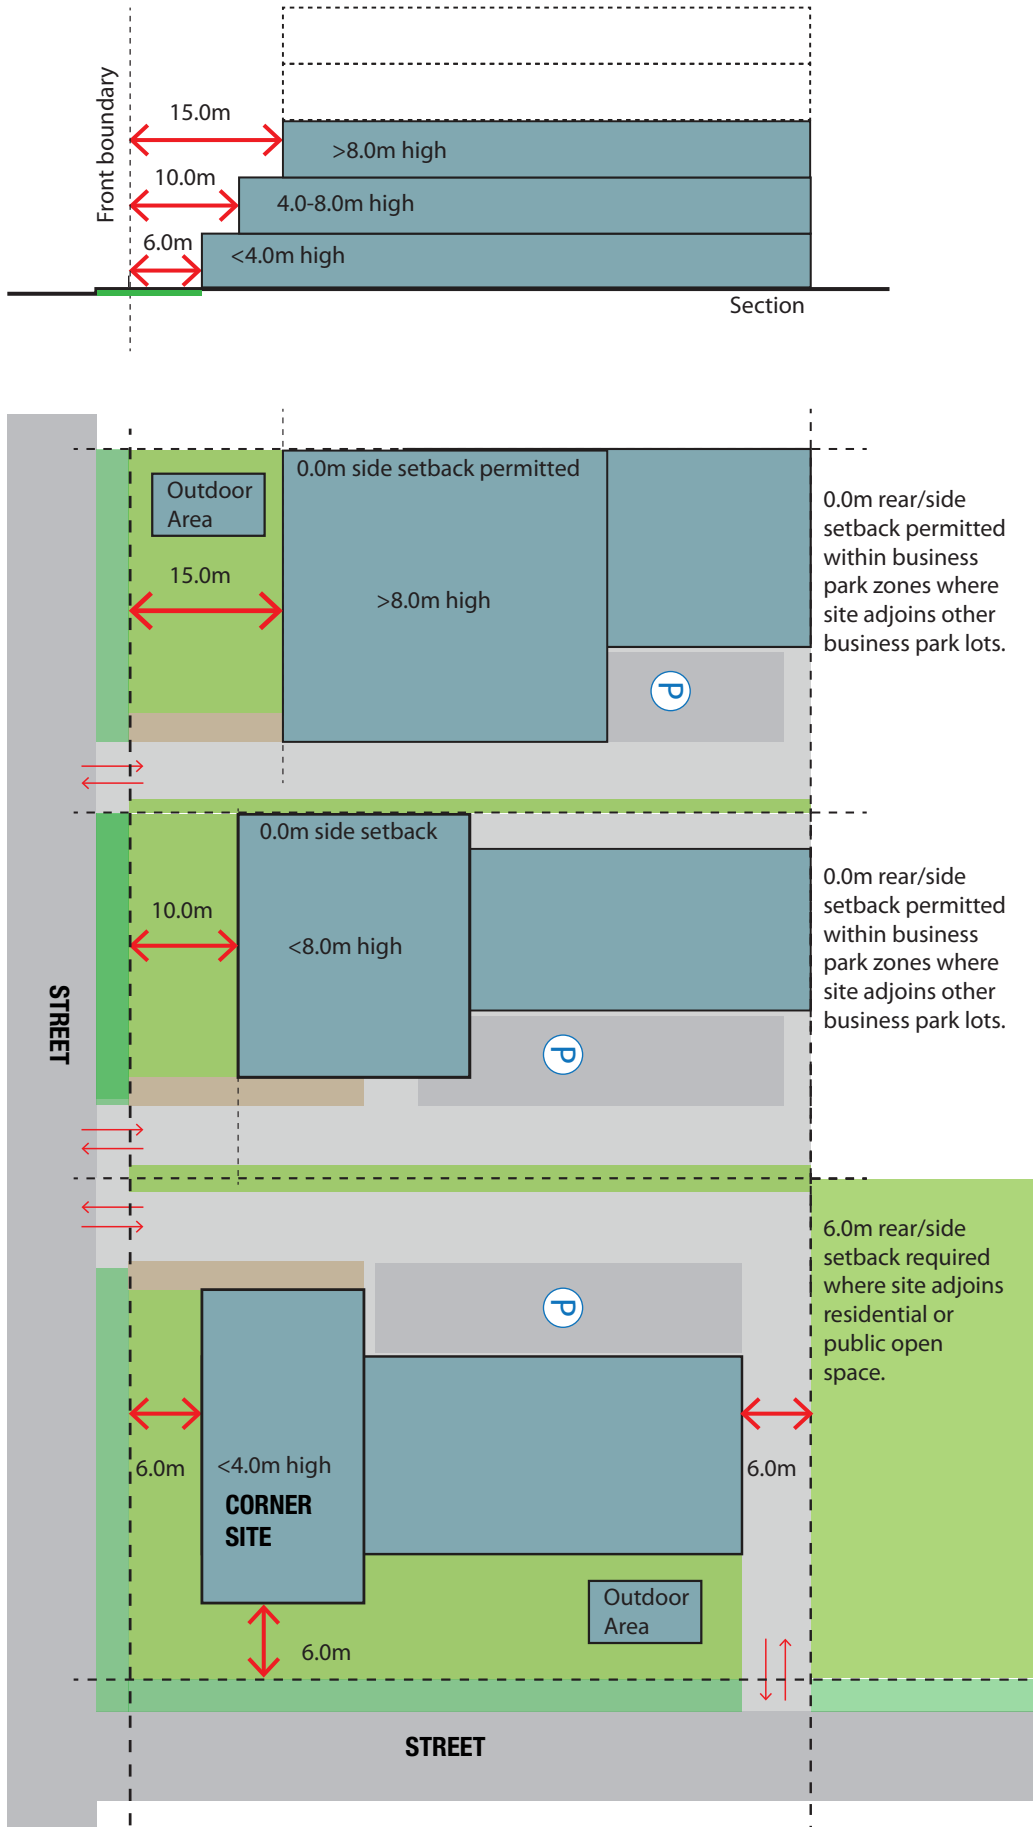 Front boundary
15.0m
>8.0m high
10.0m
4.0-8.0m high
6.0m
<4.0m high
Section
0.0m side setback permitted
Outdoor
Area
15.0m
>8.0m high
P
0.0m rear/side
setback permitted
within business
park zones where
site adjoins other
business park lots.
0.0m side setback
10.0m
<8.0m high
P
0.0m rear/side
setback permitted
within business
park zones where
site adjoins other
business park lots.
STREET
P
6.0m rear/side
setback required
where site adjoins
residential or
public open
space.
6.0m
<4.0m high
6.0m
CORNER
SITE
Outdoor
Area
6.0m
STREET